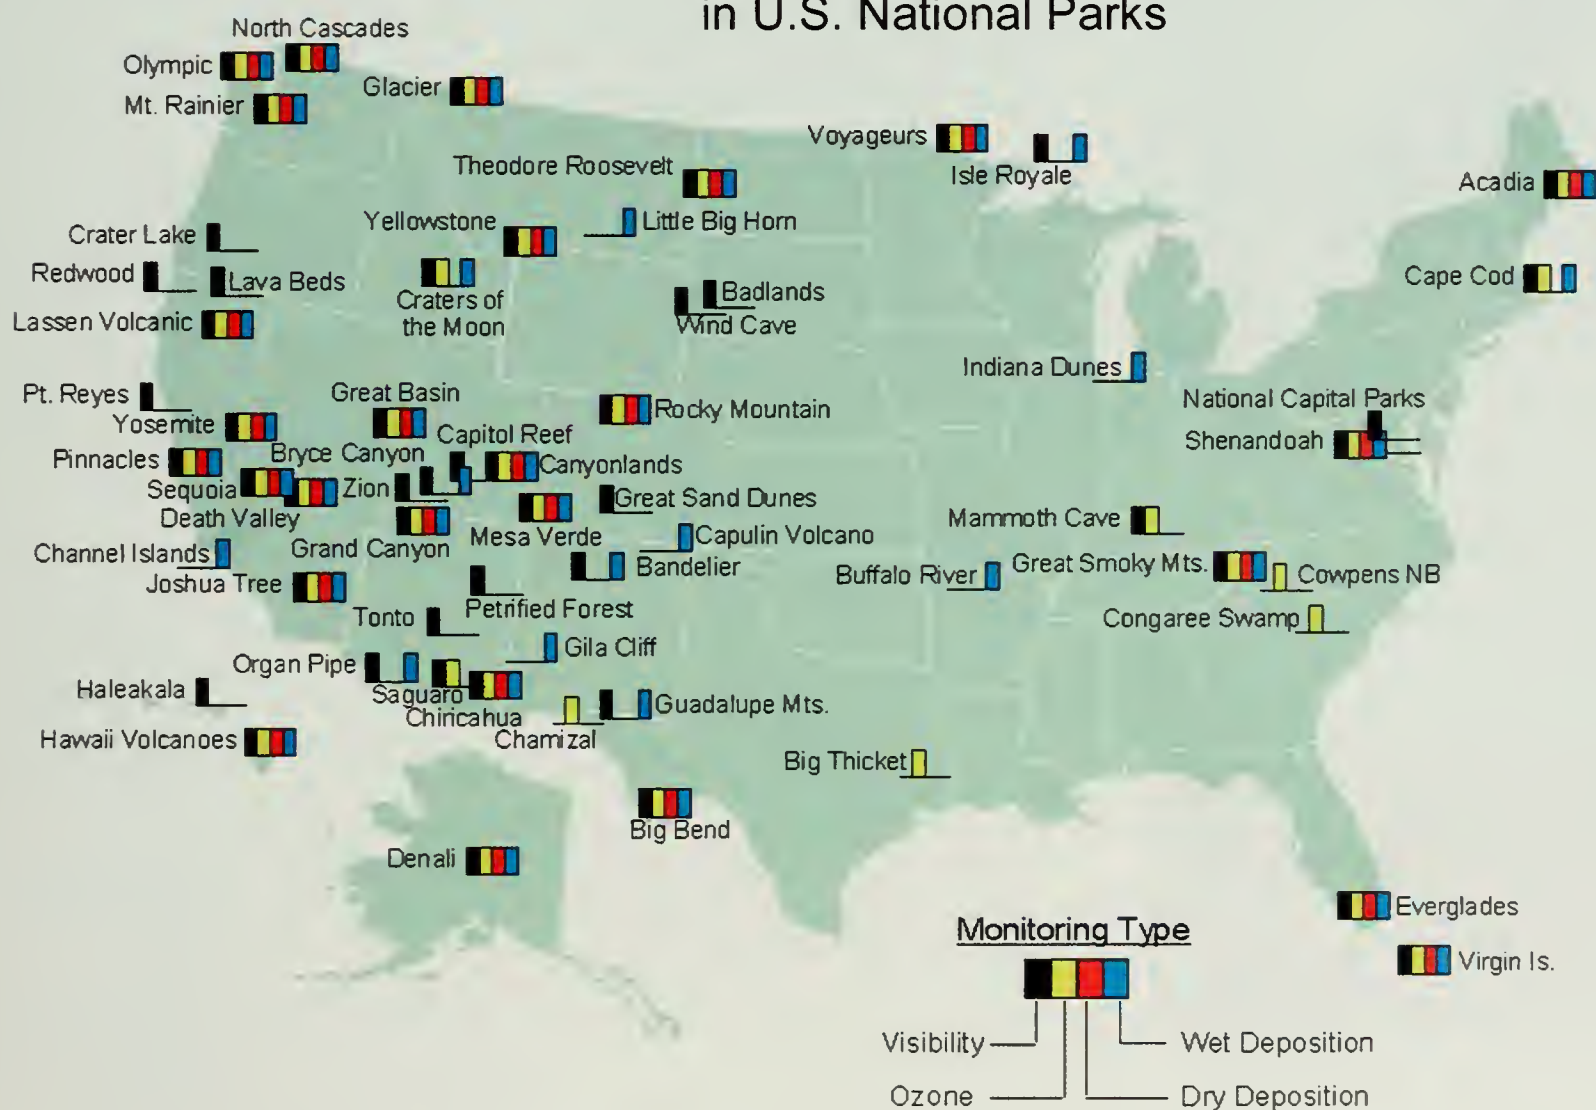 in U.S. National Parks
North Cascades
Olympic
Glacier
Mt. Rainier
Voyageurs
Theodore Roosevelt
Isle Royale
Acadia
Crater Lake
Yellowstone
Little Big Horn
Redwood
Lava Beds
Cape Cod
Craters of
the Moon
Badlands
Wind Cave
Lassen Volcanic
Indiana Dunes
Pt. Reyes
Great Basin
National Capital Parks
Yosemite
Rocky Mountain
Capitol Reef
Shenandoah
Pinnacles
Bryce Canyon
Canyonlands
Sequoia
Zion
Great Sand Dunes
Death Valley
Mammoth Cave
Grand Canyon
Mesa Verde
Capulin Volcano
Channel Islands
Bandelier
Buffalo River
Great Smoky Mts.
Cowpens NB
Joshua Tree
Petrified Forest
Tonto
Congaree Swamp
Gila Cliff
Organ Pipe
Haleakala
Saguaro
Guadalupe Mts.
Chiricahua
Chamizal
Hawaii Volcanoes
Big Thicket
Big Bend
Denali
Everglades
Monitoring Type
Virgin Is.
Visibility
Wet Deposition
Ozone
Dry Deposition